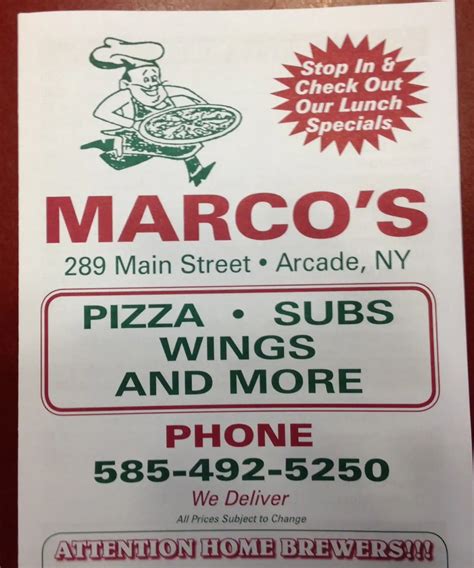 Stop In &
Check Out
Our Lunch
Specials
MARCO'S
289 Main Street • Arcade, NY
PIZZA • SUBS
WINGS
AND MORE
PHONE
585-492-5250
We Deliver
All Prices Subject to Change
ATTENTION HOME BREWERS!!!